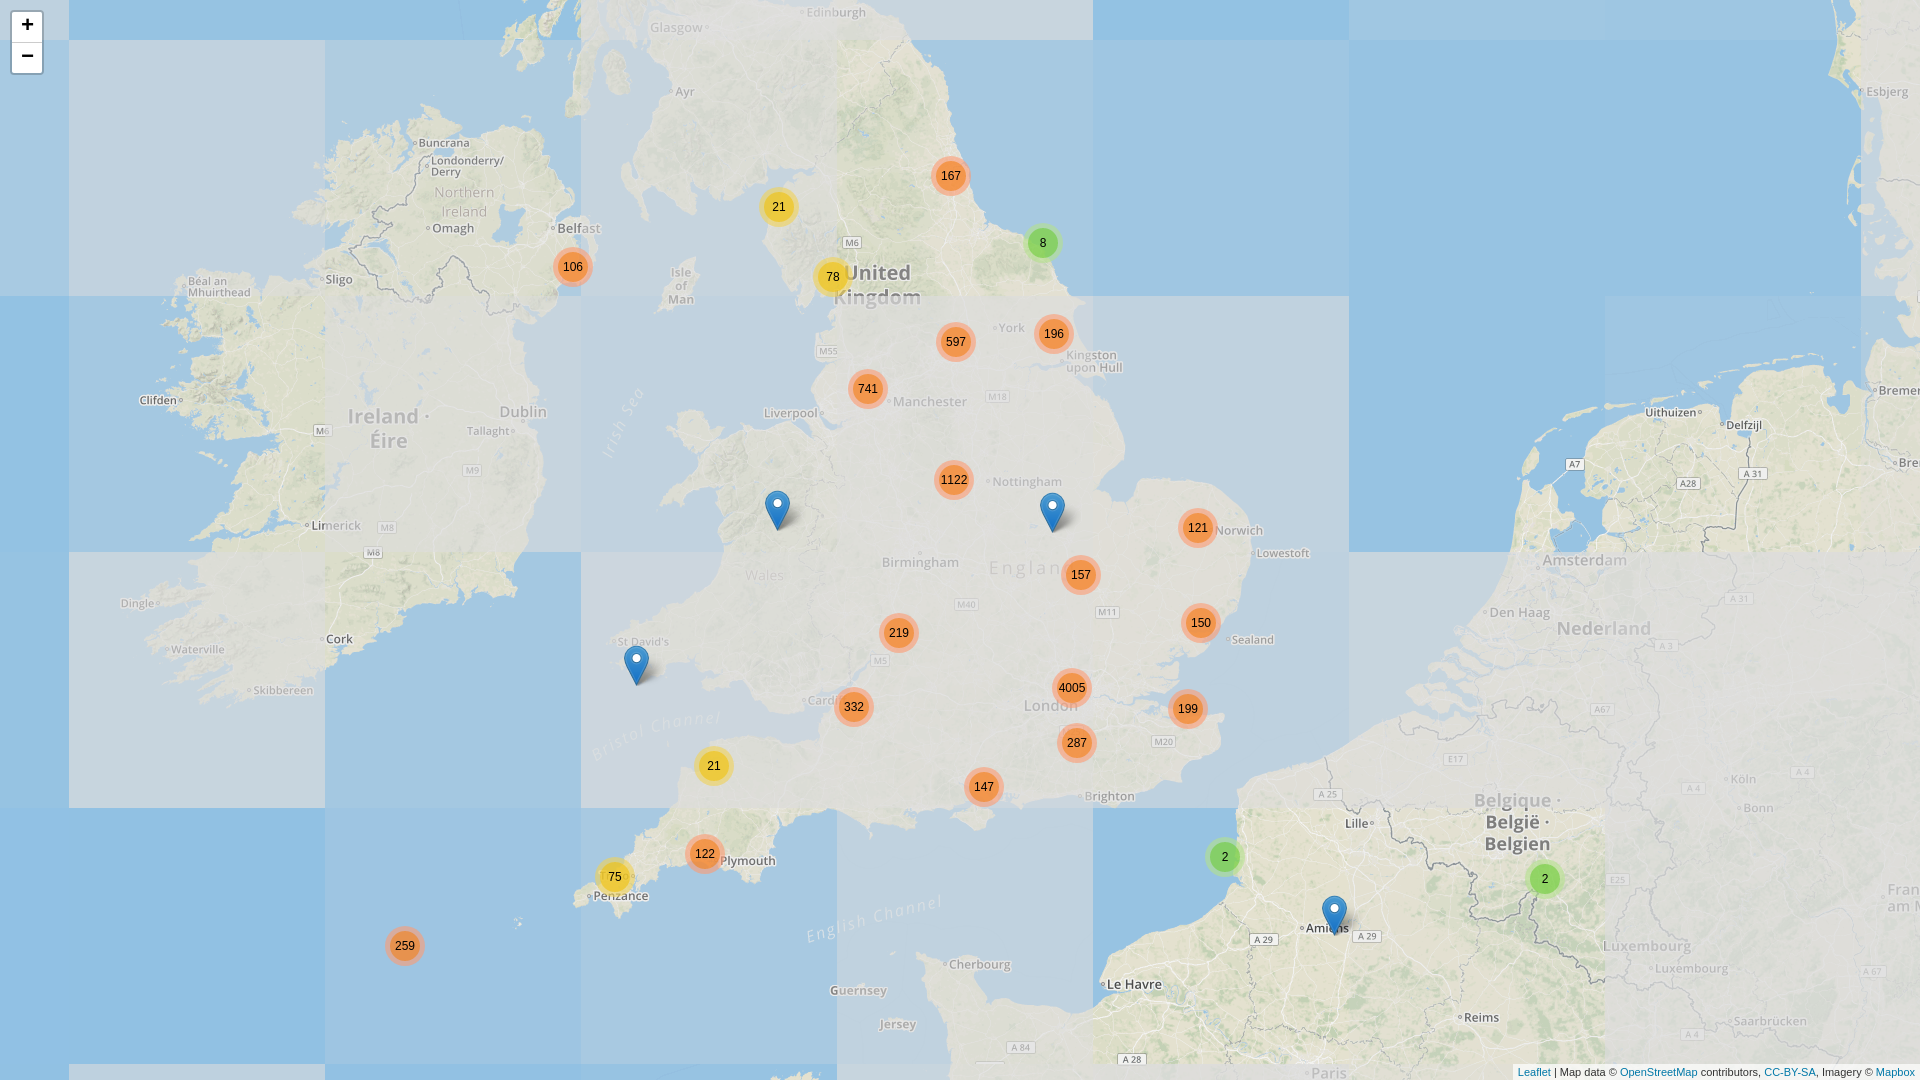 +
−
Glasgow
Edinburgh
Ayr
Esbjerg
Buncrana
Londonderry/
Derry
Northern
Ireland
Omagh
Belfast
106
Sligo
Béal an
Mhuirthead
167
21
M6
8
78
United
Kingdom
Isle
of
Man
597
York
196
M55
Kingston
upon Hull
741
Manchester
M18
Liverpool
Irish Sea
Clifden
Ireland ·
Éire
Dublin
Tallaght
M6
M9
Limerick
M8
M8
Uithuizen
Delfzijl
A7
A 31
A28
1122
Nottingham
121
Norwich
Lowestoft
Birmingham
Wales
157
M40
M11
219
150
Sealand
St David's
M5
Dingle
Waterville
Cork
Skibbereen
Amsterdam
A 31
Den Haag
Nederland
A 3
332
4005
London
199
287
M20
A67
Bristol Channel
21
147
Brighton
E17
A 25
Köln
A 4
A 4
Bonn
Belgique ·
België ·
Belgien
Lille
122
Plymouth
75
Penzance
2
2
E25
English Channel
259
Amiens
A 29
A 29
Luxembourg
Luxembourg
A 67
Cherbourg
Guernsey
Le Havre
Jersey
Reims
Saarbrücken
A 4
A 84
A 28
Paris
Leaflet | Map data © OpenStreetMap contributors, CC-BY-SA, Imagery © Mapbox